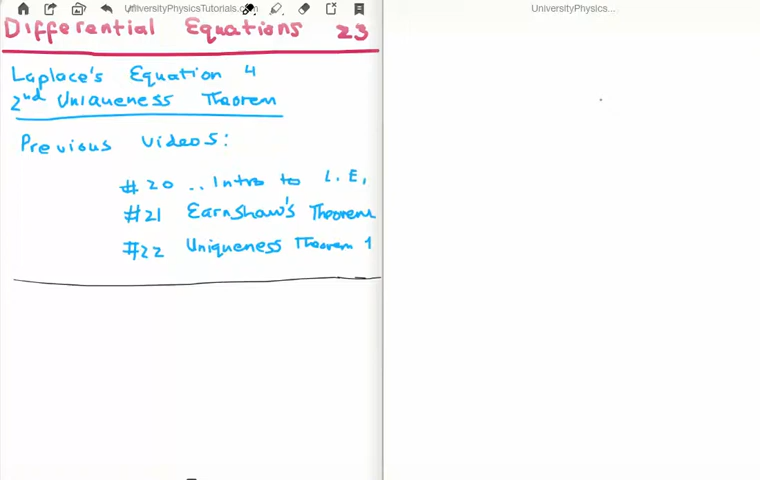 UniversityPhysicsTutorials.com
UniversityPhysics...
Differential Equations 23
Laplace's Equation 4
2nd Uniqueness Theorem
Previous videos:
#20 .. Intro to L.E.
#21 Earnshaw's Theorem
#22 Uniqueness Theorem 1